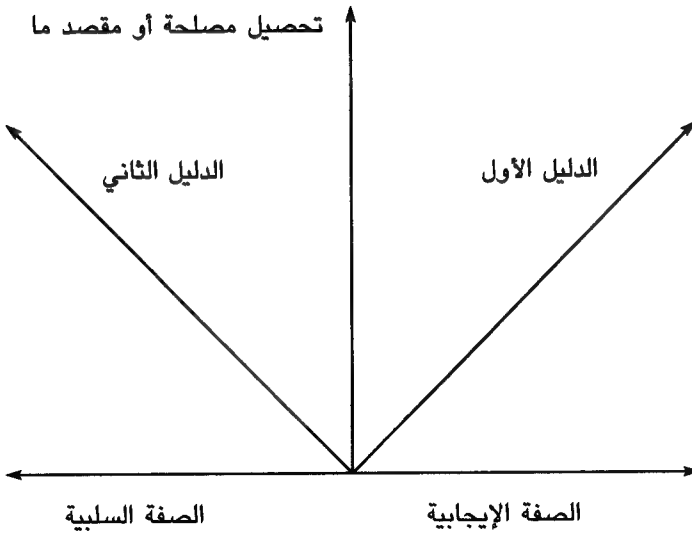 تحصيل مصلحة أو مقصد ما
الدليل الأول
الدليل الثاني
الصفة الإيجابية
الصفة السلبية